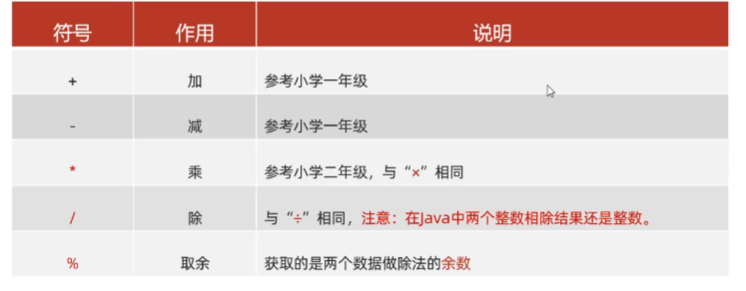 符号 作用 说明
+ 加 参考小学一年级
- 减 参考小学一年级
* 乘 参考小学二年级，与“×”相同
/ 除 与“÷”相同，注意：在Java中两个整数相除结果还是整数。
% 取余 获取的是两个数据做除法的余数